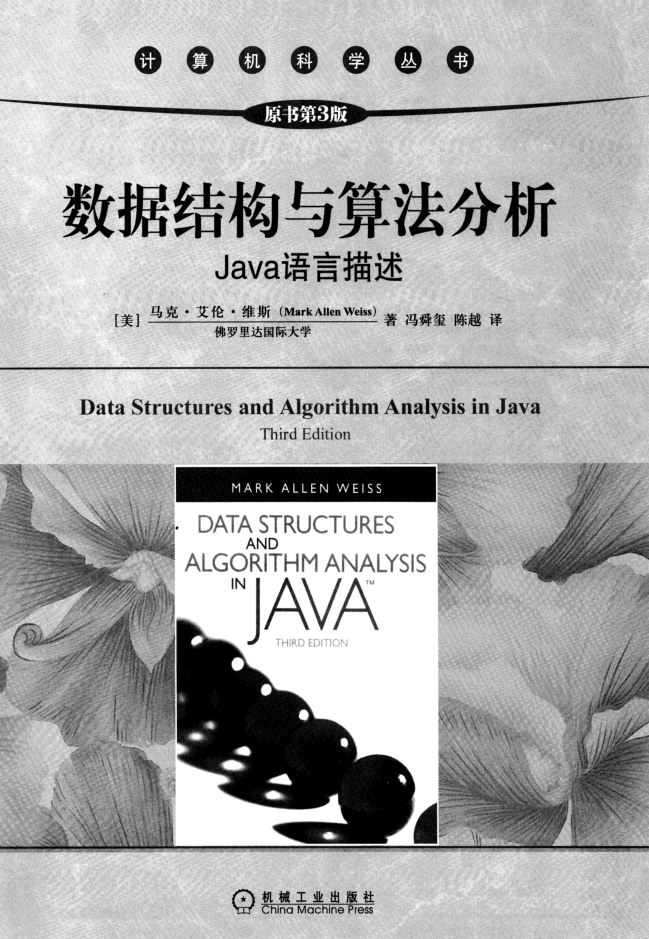 计算机科学丛书
原书第3版
数据结构与算法分析
Java语言描述
[美] 马克·艾伦·维斯 (Mark Allen Weiss) 著 冯舜玺 陈越 译
佛罗里达国际大学
Data Structures and Algorithm Analysis in Java
Third Edition
MARK ALLEN WEISS
DATA STRUCTURES
AND
ALGORITHM ANALYSIS
IN JAVA™
THIRD EDITION
机械工业出版社
China Machine Press